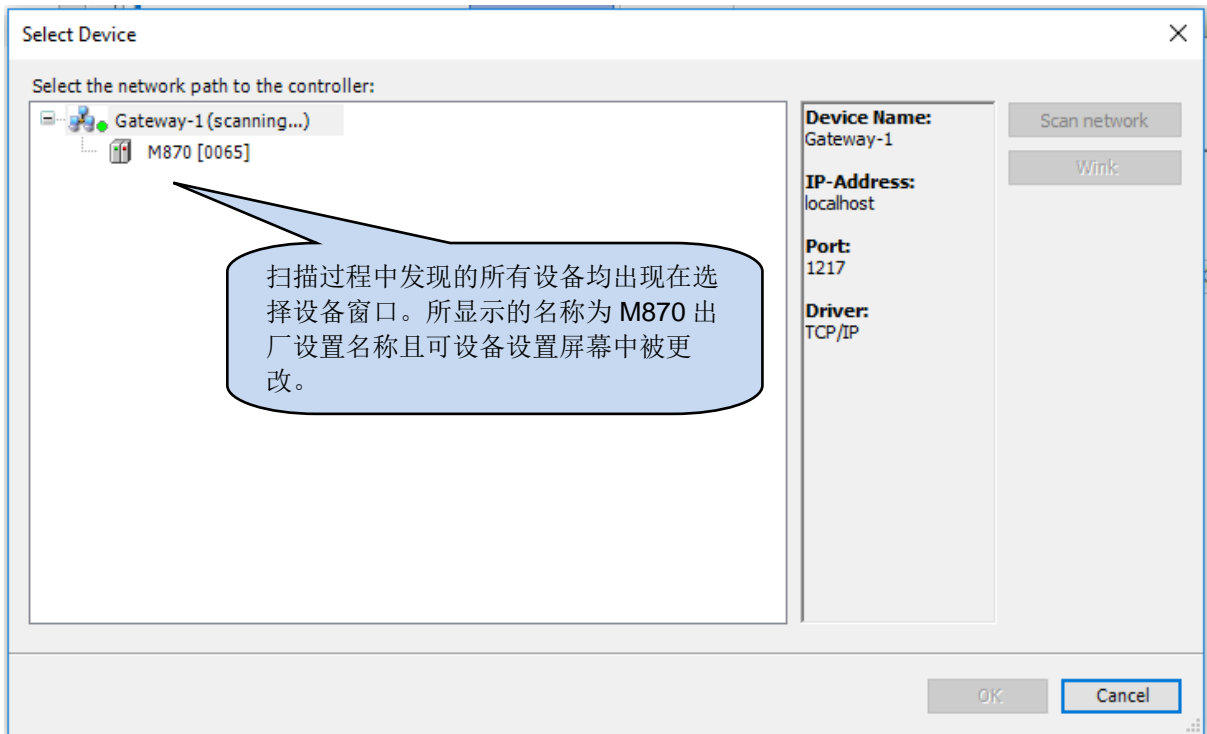 Select Device
Select the network path to the controller:
Gateway-1 (scanning...)
M870 [0065]
扫描过程中发现的所有设备均出现在选
择设备窗口。所显示的名称为 M870 出
厂设置名称且可设备设置屏幕中被更
改。
Device Name:
Gateway-1
IP-Address:
localhost
Port:
1217
Driver:
TCP/IP
Scan network
Wink
OK
Cancel